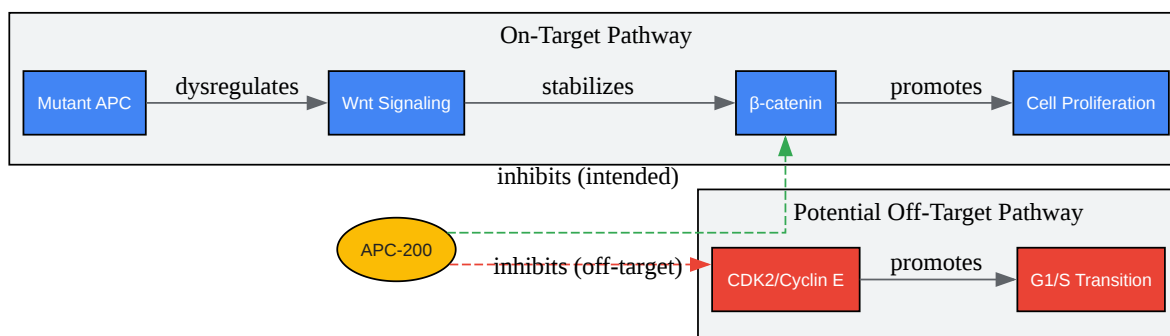 On-Target Pathway
Mutant APC
dysregulates
Wnt Signaling
stabilizes
β-catenin
promotes
Cell Proliferation
inhibits (intended)
Potential Off-Target Pathway
APC-200
inhibits (off-target)
CDK2/Cyclin E
promotes
G1/S Transition